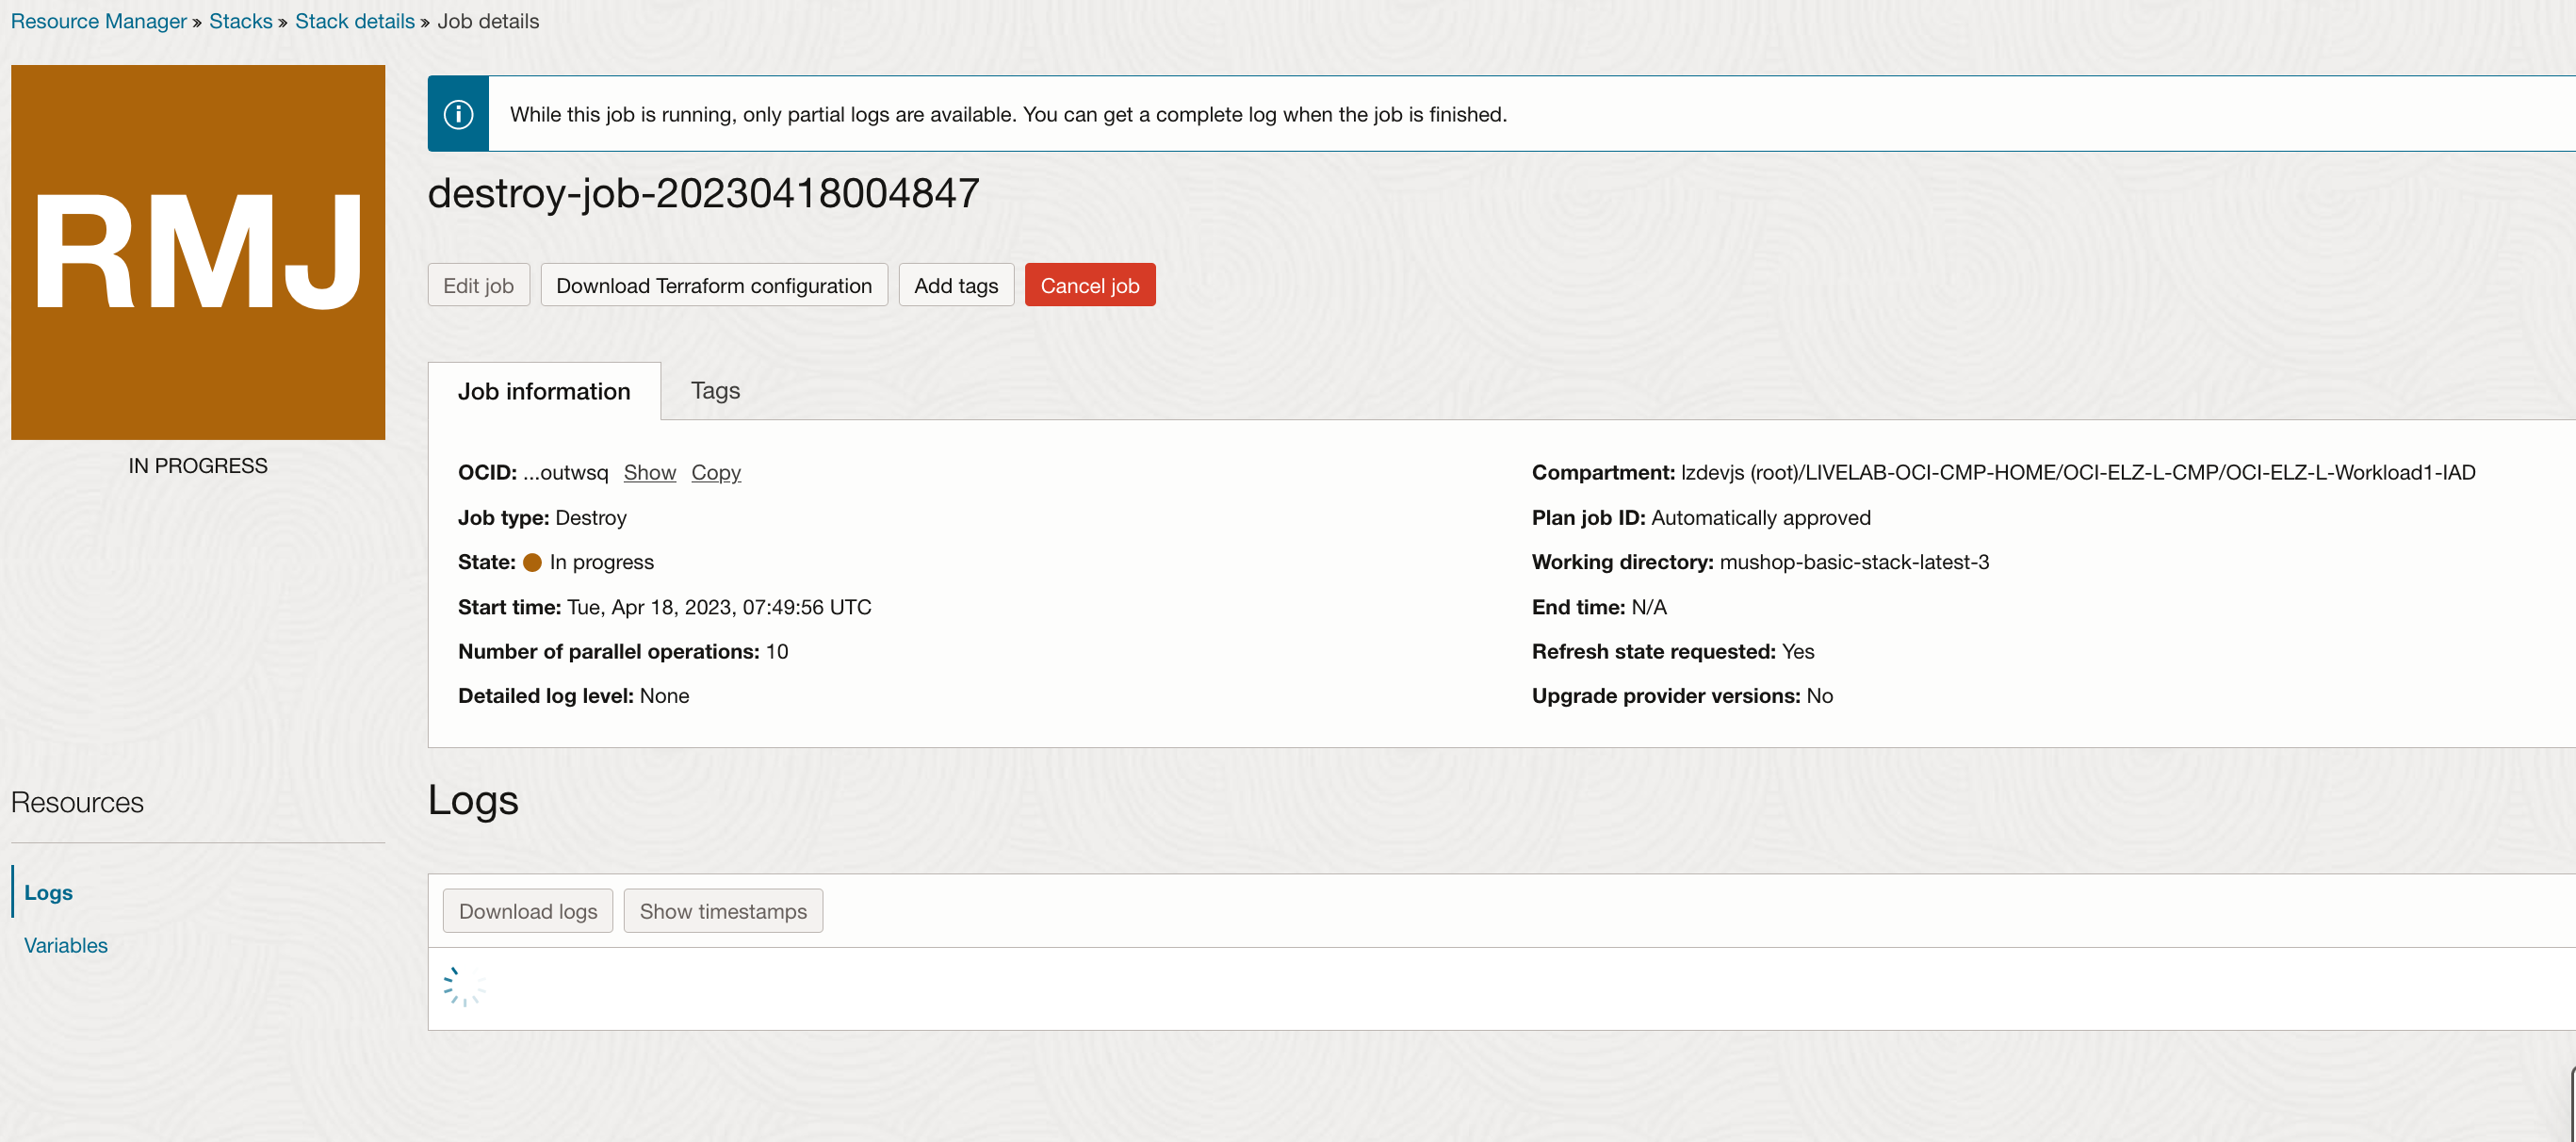 Resource Manager » Stacks » Stack details » Job details
RMJ
IN PROGRESS
While this job is running, only partial logs are available. You can get a complete log when the job is finished.
destroy-job-20230418004847
Edit job Download Terraform configuration Add tags Cancel job
Job information Tags
OCID: ...outwsq Show Copy
Job type: Destroy
State: In progress
Start time: Tue, Apr 18, 2023, 07:49:56 UTC
Number of parallel operations: 10
Detailed log level: None
Compartment: lzdevjs (root)/LIVELAB-OCI-CMP-HOME/OCI-ELZ-L-CMP/OCI-ELZ-L-Workload1-IAD
Plan job ID: Automatically approved
Working directory: mushop-basic-stack-latest-3
End time: N/A
Refresh state requested: Yes
Upgrade provider versions: No
Resources
Logs
Variables
Logs
Download logs Show timestamps